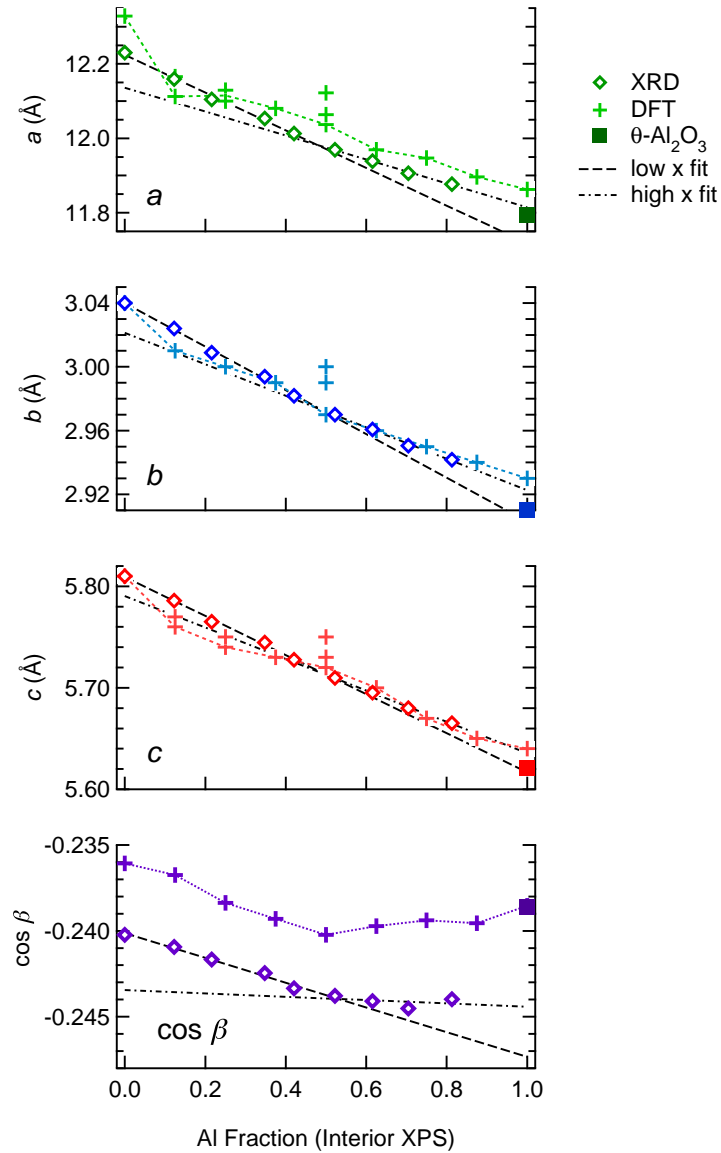 12.2
12.0
11.8
a (Å)
a
XRD
DFT
θ-Al₂O₃
low x fit
high x fit
3.04
3.00
2.96
2.92
b (Å)
b
5.80
5.70
5.60
c (Å)
c
-0.235
-0.240
-0.245
cos β
cos β
0.0 0.2 0.4 0.6 0.8 1.0
Al Fraction (Interior XPS)